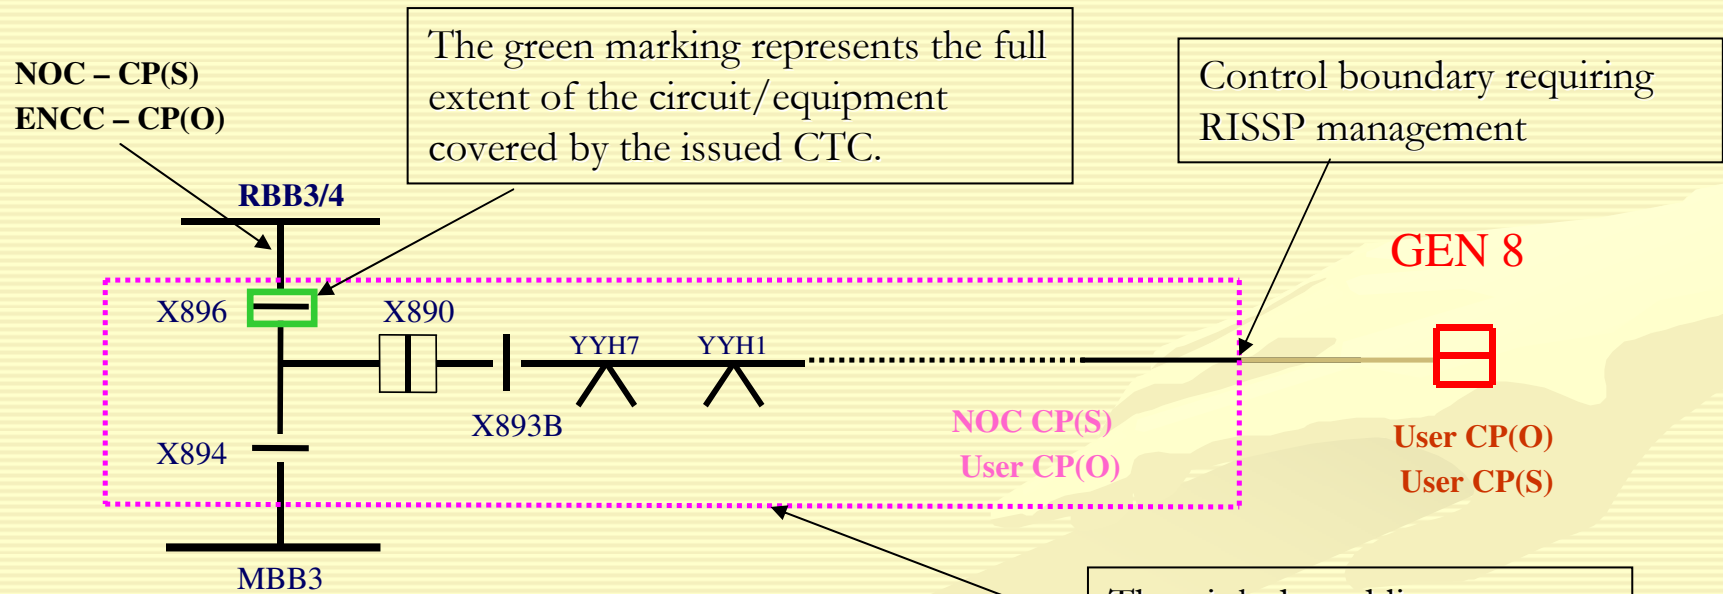 The green marking represents the full
extent of the circuit/equipment
covered by the issued CTC.
NOC – CP(S)
ENCC – CP(O)
Control boundary requiring
RISSP management
RBB3/4
GEN 8
X896
X890
YYH7
YYH1
X893B
X894
NOC CP(S)
User CP(O)
User CP(O)
User CP(S)
MBB3